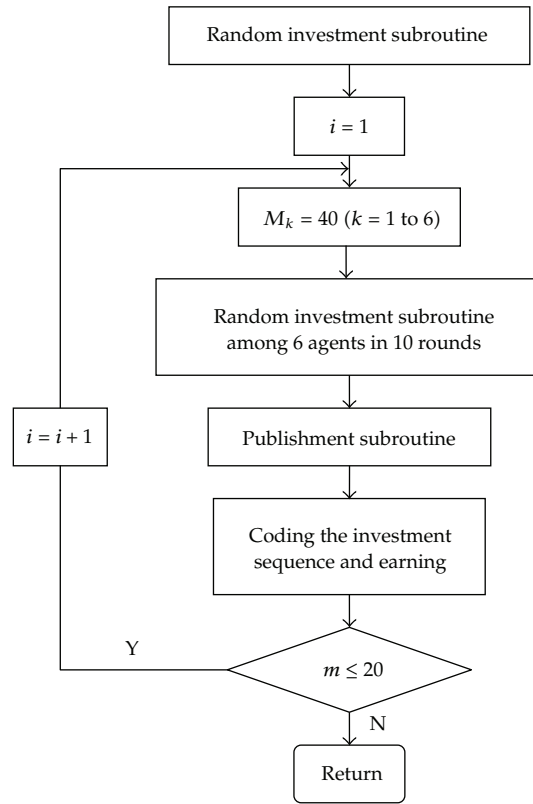 Random investment subroutine
i = 1
M_k = 40 (k = 1 to 6)
Random investment subroutine
among 6 agents in 10 rounds
i = i + 1
Publishment subroutine
Coding the investment
sequence and earning
Y
m ≤ 20
N
Return